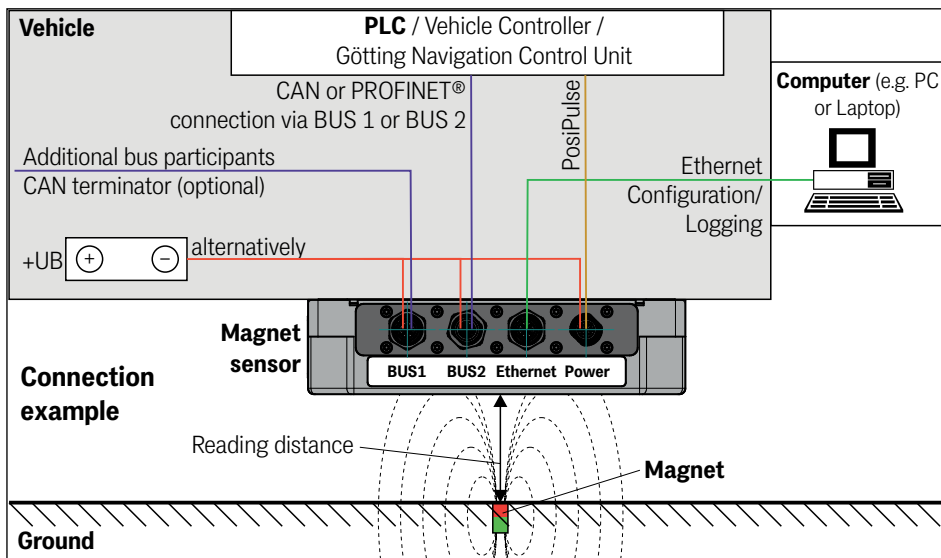 Vehicle
PLC / Vehicle Controller /
Götting Navigation Control Unit
CAN or PROFINET®
connection via BUS 1 or BUS 2
PosiPulse
Computer (e.g. PC
or Laptop)
Additional bus participants
CAN terminator (optional)
Ethernet
Configuration/
Logging
+UB
+
−
alternatively
Magnet
sensor
BUS1
BUS2
Ethernet
Power
Connection
example
Reading distance
Magnet
Ground